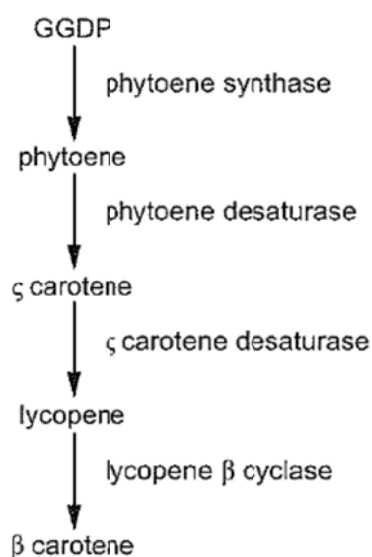 GGDP
phytoene synthase
phytoene
phytoene desaturase
ς carotene
ς carotene desaturase
lycopene
lycopene β cyclase
β carotene